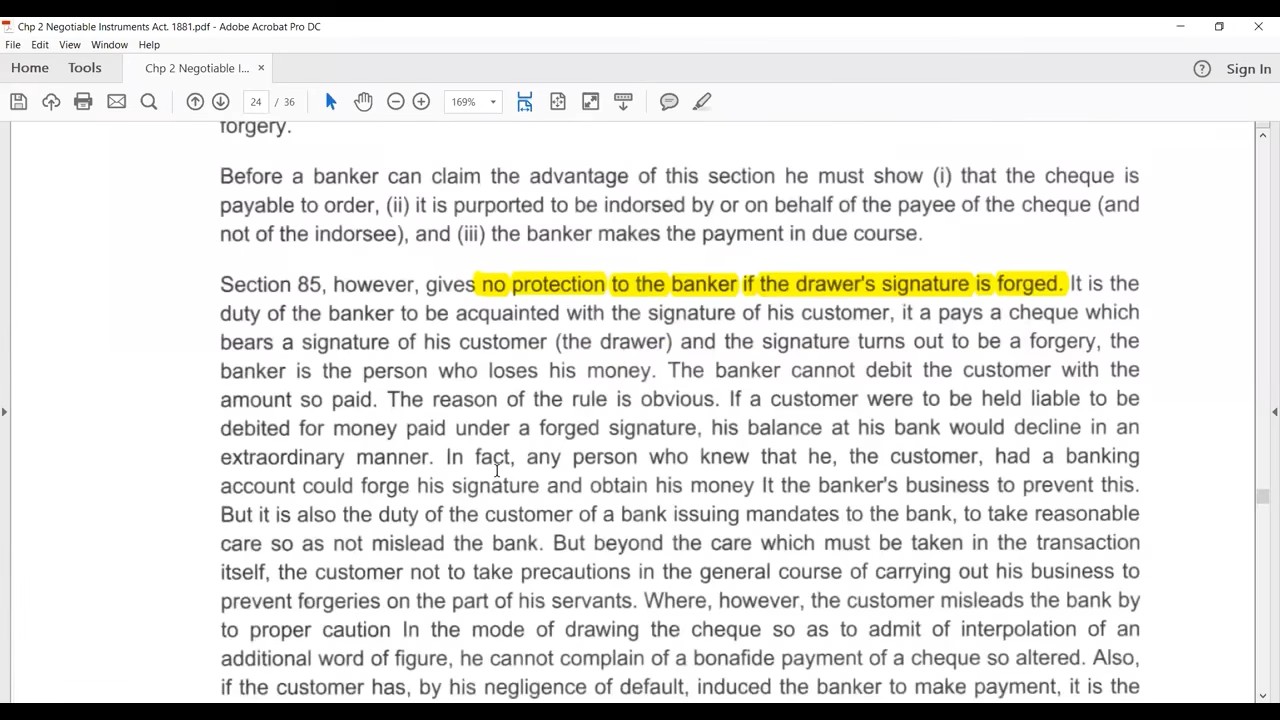 Chp 2 Negotiable Instruments Act. 1881.pdf - Adobe Acrobat Pro DC
File Edit View Window Help
Home Tools Chp 2 Negotiable I... × Sign In
24 / 36 169%
forgery.
Before a banker can claim the advantage of this section he must show (i) that the cheque is
payable to order, (ii) it is purported to be indorsed by or on behalf of the payee of the cheque (and
not of the indorsee), and (iii) the banker makes the payment in due course.
Section 85, however, gives no protection to the banker if the drawer's signature is forged. It is the
duty of the banker to be acquainted with the signature of his customer, it a pays a cheque which
bears a signature of his customer (the drawer) and the signature turns out to be a forgery, the
banker is the person who loses his money. The banker cannot debit the customer with the
amount so paid. The reason of the rule is obvious. If a customer were to be held liable to be
debited for money paid under a forged signature, his balance at his bank would decline in an
extraordinary manner. In fact, any person who knew that he, the customer, had a banking
account could forge his signature and obtain his money It the banker's business to prevent this.
But it is also the duty of the customer of a bank issuing mandates to the bank, to take reasonable
care so as not mislead the bank. But beyond the care which must be taken in the transaction
itself, the customer not to take precautions in the general course of carrying out his business to
prevent forgeries on the part of his servants. Where, however, the customer misleads the bank by
to proper caution In the mode of drawing the cheque so as to admit of interpolation of an
additional word of figure, he cannot complain of a bonafide payment of a cheque so altered. Also,
if the customer has, by his negligence of default, induced the banker to make payment, it is the